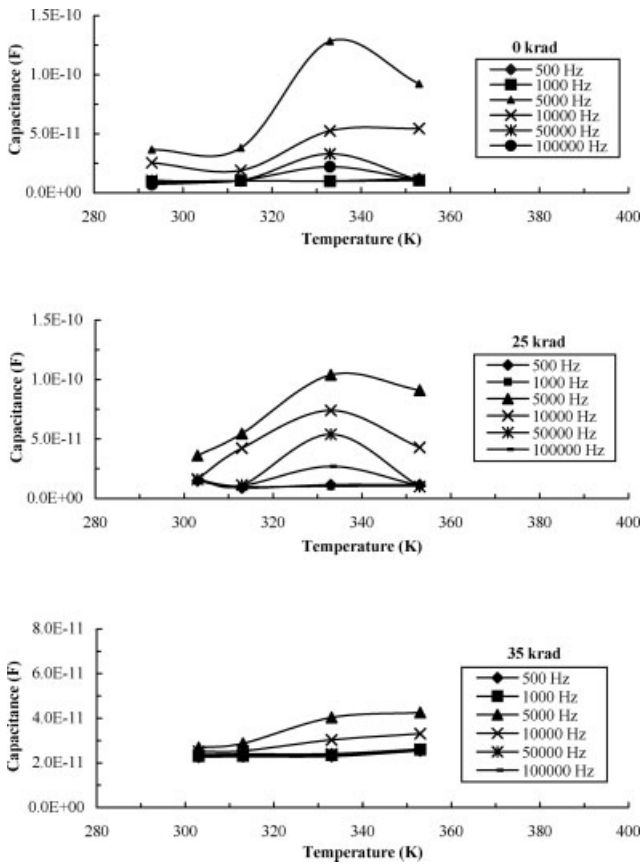 1.5E-10
1.0E-10
5.0E-11
0.0E+00
Capacitance (F)
0 krad
500 Hz
1000 Hz
5000 Hz
10000 Hz
50000 Hz
100000 Hz
280 300 320 340 360 380 400
Temperature (K)
1.5E-10
1.0E-10
5.0E-11
0.0E+00
Capacitance (F)
25 krad
500 Hz
1000 Hz
5000 Hz
10000 Hz
50000 Hz
100000 Hz
280 300 320 340 360 380 400
Temperature (K)
8.0E-11
6.0E-11
4.0E-11
2.0E-11
0.0E+00
Capacitance (F)
35 krad
500 Hz
1000 Hz
5000 Hz
10000 Hz
50000 Hz
100000 Hz
280 300 320 340 360 380 400
Temperature (K)